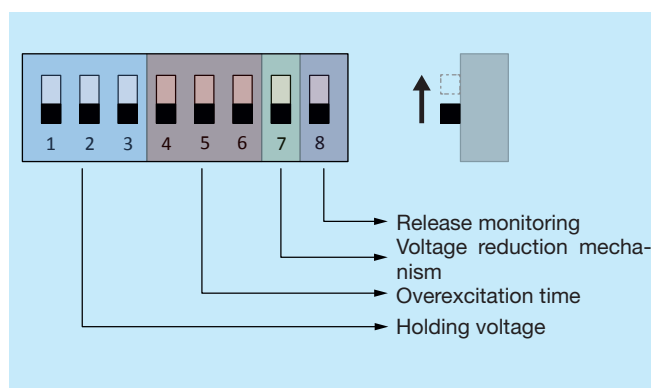 1 2 3 4 5 6 7 8
Release monitoring
Voltage reduction mecha-
nism
Overexcitation time
Holding voltage